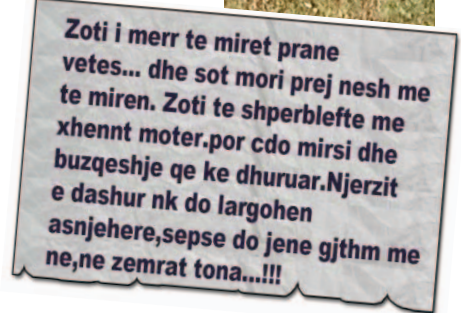 Zoti i merr te miret prane
vetes... dhe sot mori prej nesh me
te miren. Zoti te shperblefte me
xhennt moter.por cdo mirsi dhe
buzqeshje qe ke dhuruar.Njerzit
e dashur nk do largohen
asnjehere,sepse do jene gjthm me
ne,ne zemrat tona...!!!